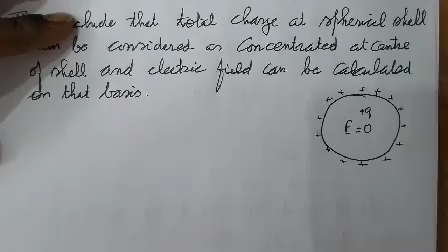 that total charge at spherical shell
be considered as concentrated at centre
of shell and electric field can be calculated
on that basis.
+q
E=0